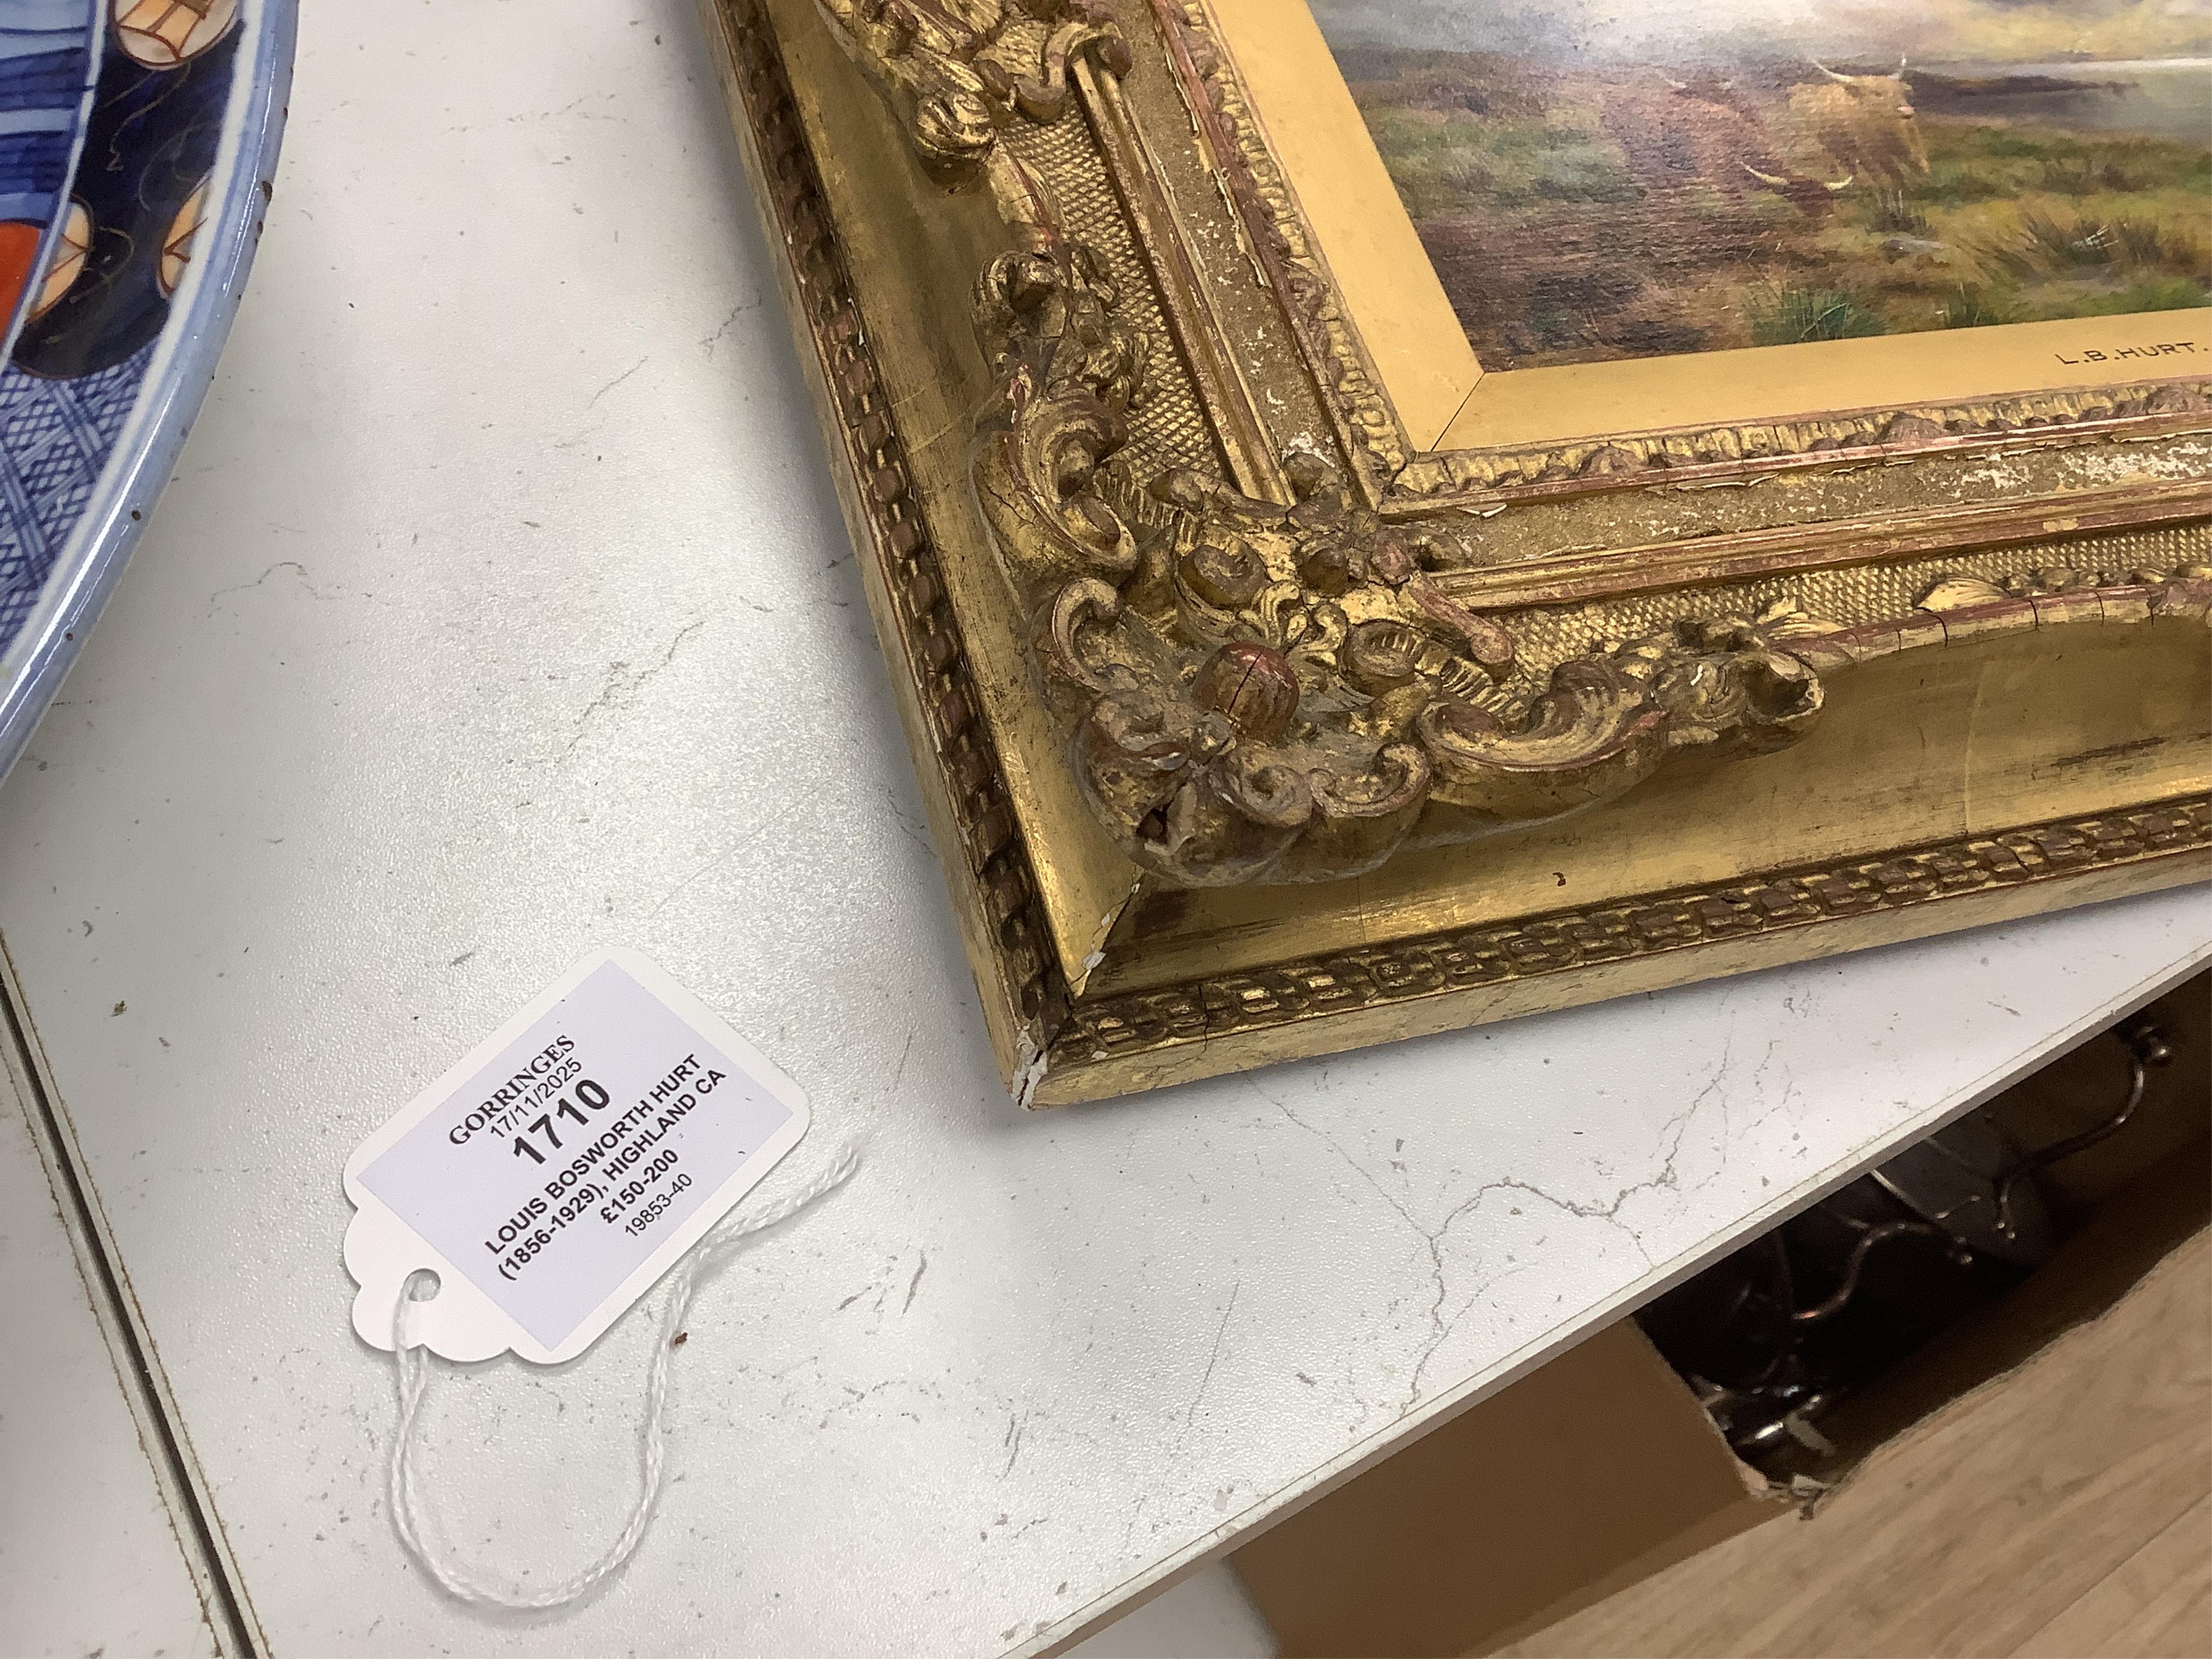 L.B.HURT.
GORRINGES
17/11/2025
1710
LOUIS BOSWORTH HURT
(1856-1929), HIGHLAND CA
£150-200
19853-40